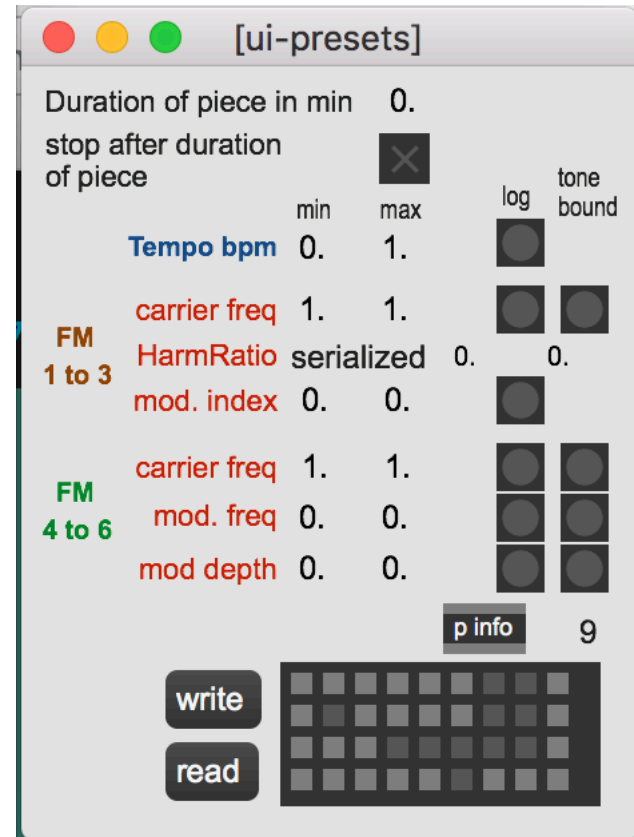 [ui-presets]
Duration of piece in min 0.
stop after duration
of piece
min max log tone
bound
Tempo bpm 0. 1.
FM
1 to 3
carrier freq 1. 1.
HarmRatio serialized 0. 0.
mod. index 0. 0.
FM
4 to 6
carrier freq 1. 1.
mod. freq 0. 0.
mod depth 0. 0.
p info 9
write
read